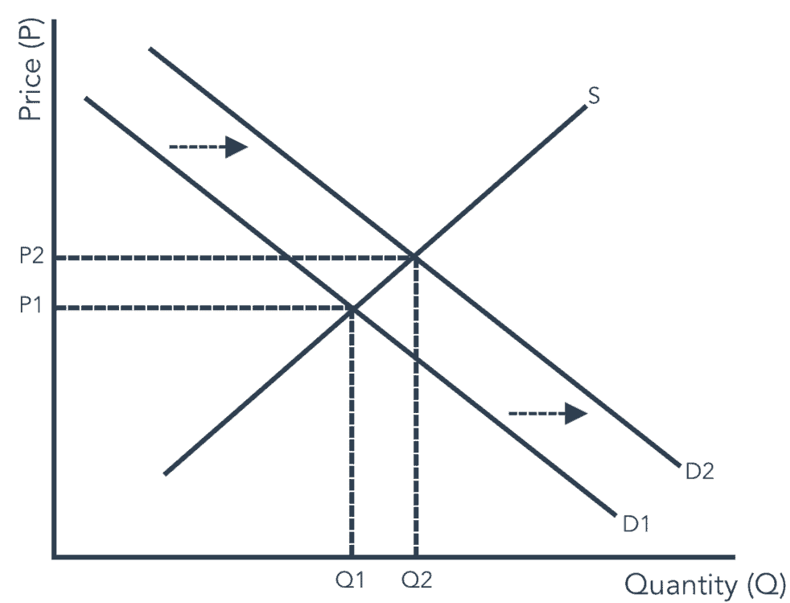 Price (P)
S
P2
P1
D2
D1
Q1 Q2
Quantity (Q)